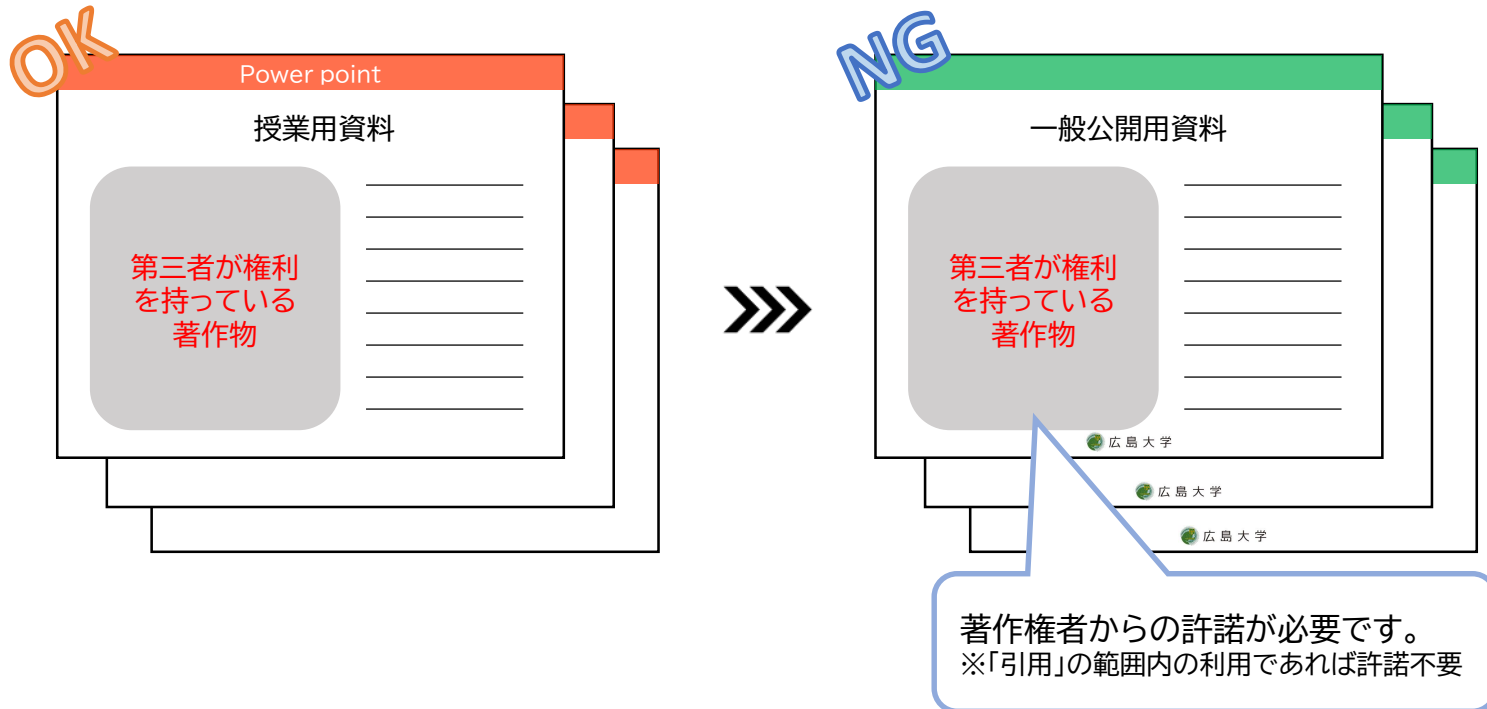 OK
Power point
授業用資料
第三者が権利
を持っている
著作物
NG
一般公開用資料
第三者が権利
を持っている
著作物
広島大学
広島大学
広島大学
著作権者からの許諾が必要です。
※「引用」の範囲内の利用であれば許諾不要